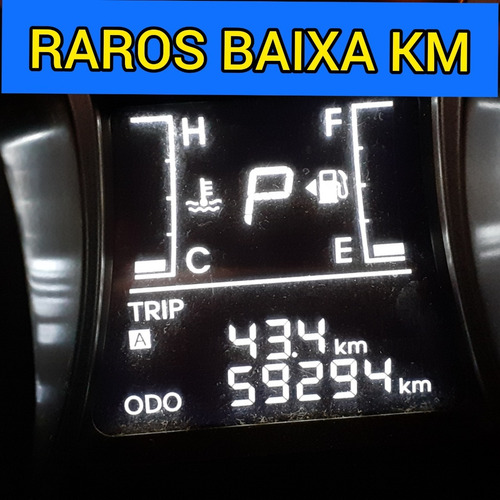 RAROS BAIXA KM
H F
P
C E
TRIP
A 43.4 km
ODO 59294 km